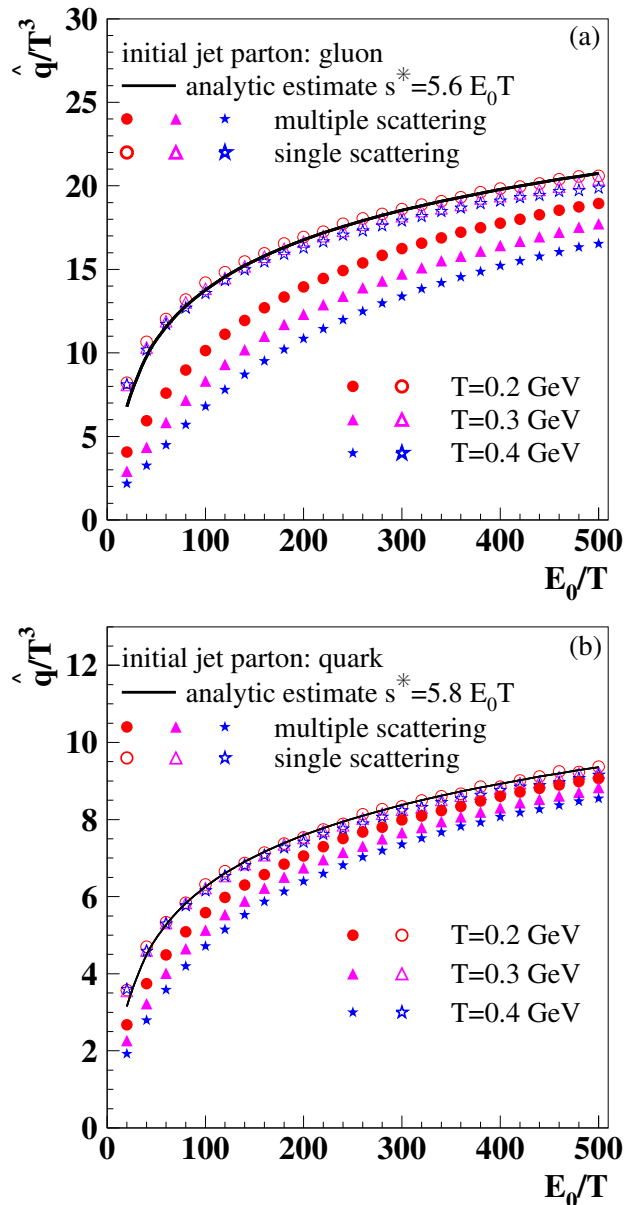 (a)
initial jet parton: gluon
analytic estimate s*=5.6 E₀T
multiple scattering
single scattering
T=0.2 GeV
T=0.3 GeV
T=0.4 GeV
q̂/T³
30
25
20
15
10
5
0
100 200 300 400 500
E₀/T
(b)
initial jet parton: quark
analytic estimate s*=5.8 E₀T
multiple scattering
single scattering
T=0.2 GeV
T=0.3 GeV
T=0.4 GeV
q̂/T³
12
10
8
6
4
2
0
100 200 300 400 500
E₀/T